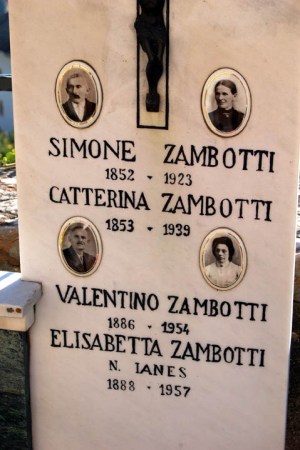 SIMONE ZAMBOTTI
1852 - 1923
CATTERINA ZAMBOTTI
1853 - 1939
VALENTINO ZAMBOTTI
1886 - 1954
ELISABETTA ZAMBOTTI
N. IANES
1888 - 1957